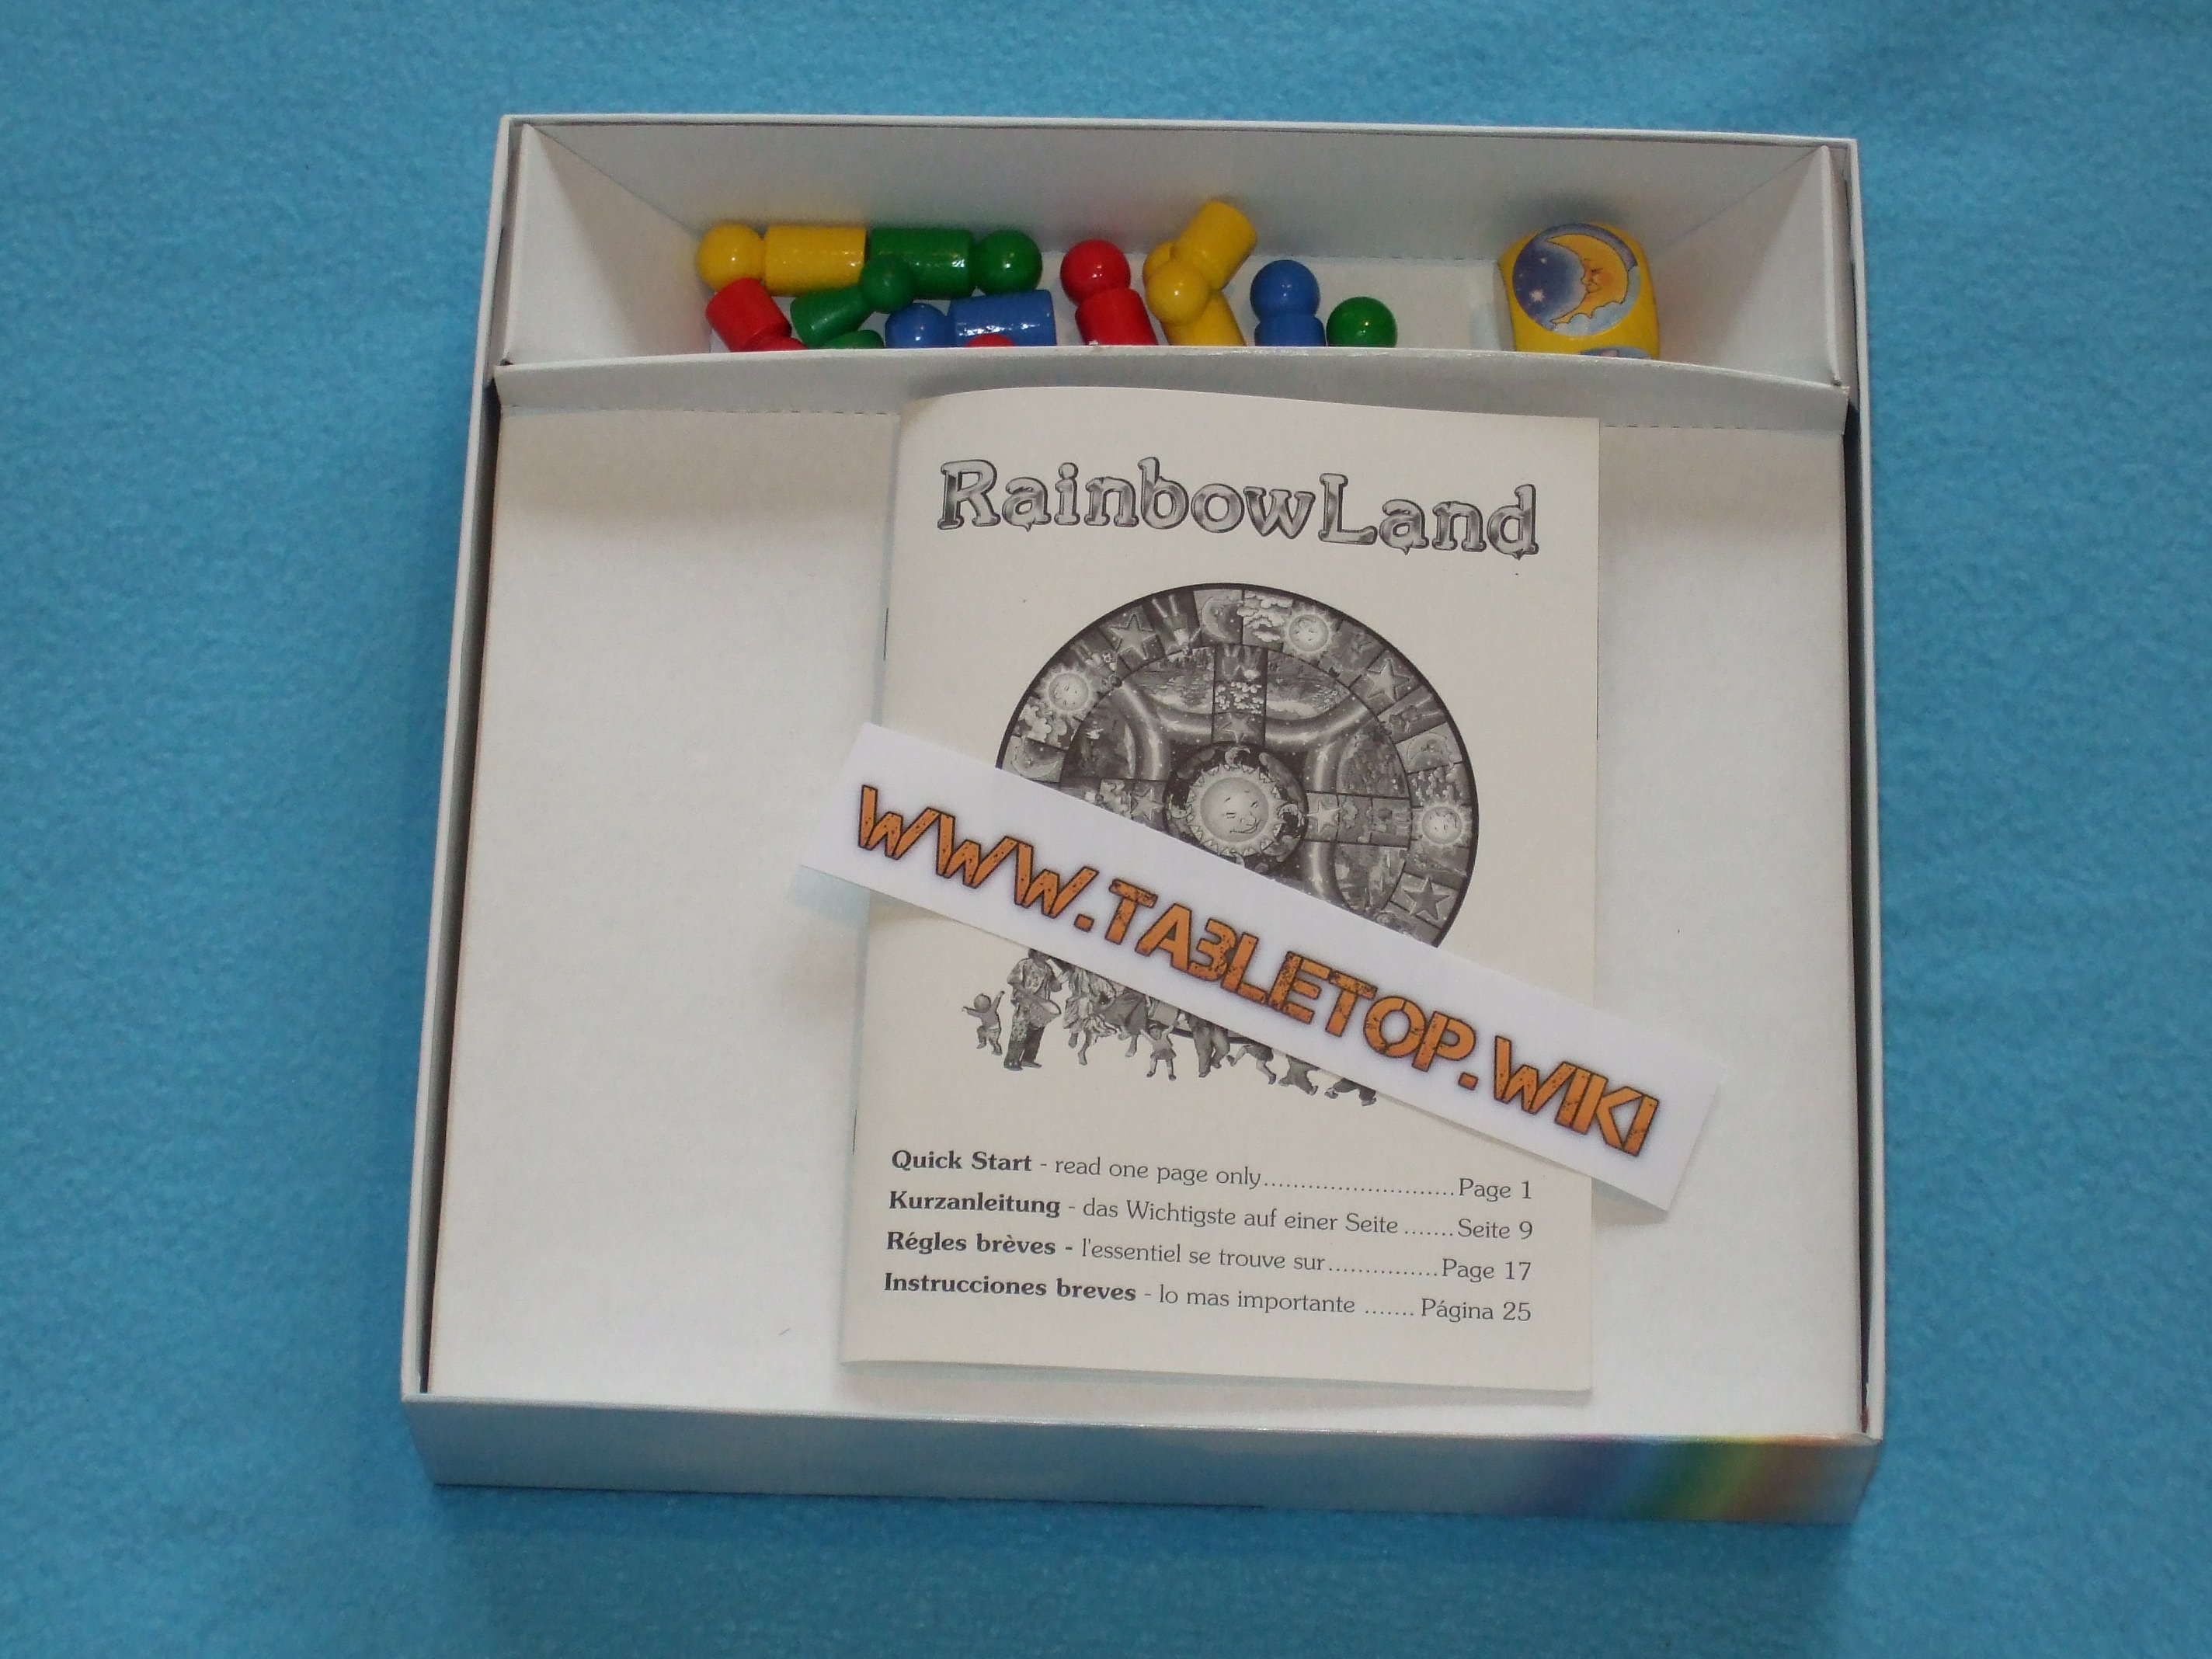 RainbowLand
WWW.TABLETOP.WIKI
Quick Start - read one page only..........................Page 1
Kurzanleitung - das Wichtigste auf einer Seite .......Seite 9
Régles brèves - l'essentiel se trouve sur...............Page 17
Instrucciones breves - lo mas importante ....... Página 25